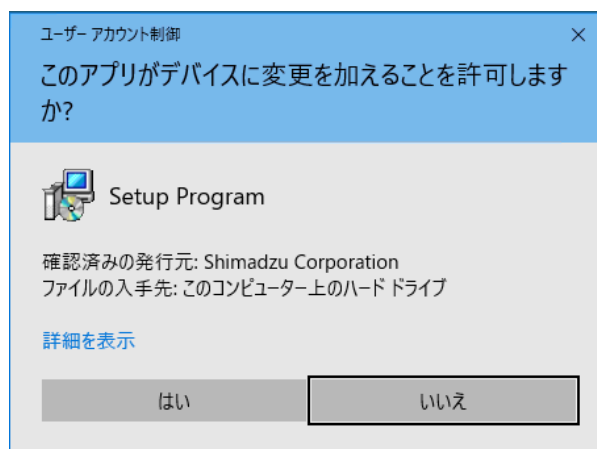 ユーザー アカウント制御
このアプリがデバイスに変更を加えることを許可します
か?
Setup Program
確認済みの発行元: Shimadzu Corporation
ファイルの入手先: このコンピューター上のハード ドライブ
詳細を表示
はい
いいえ